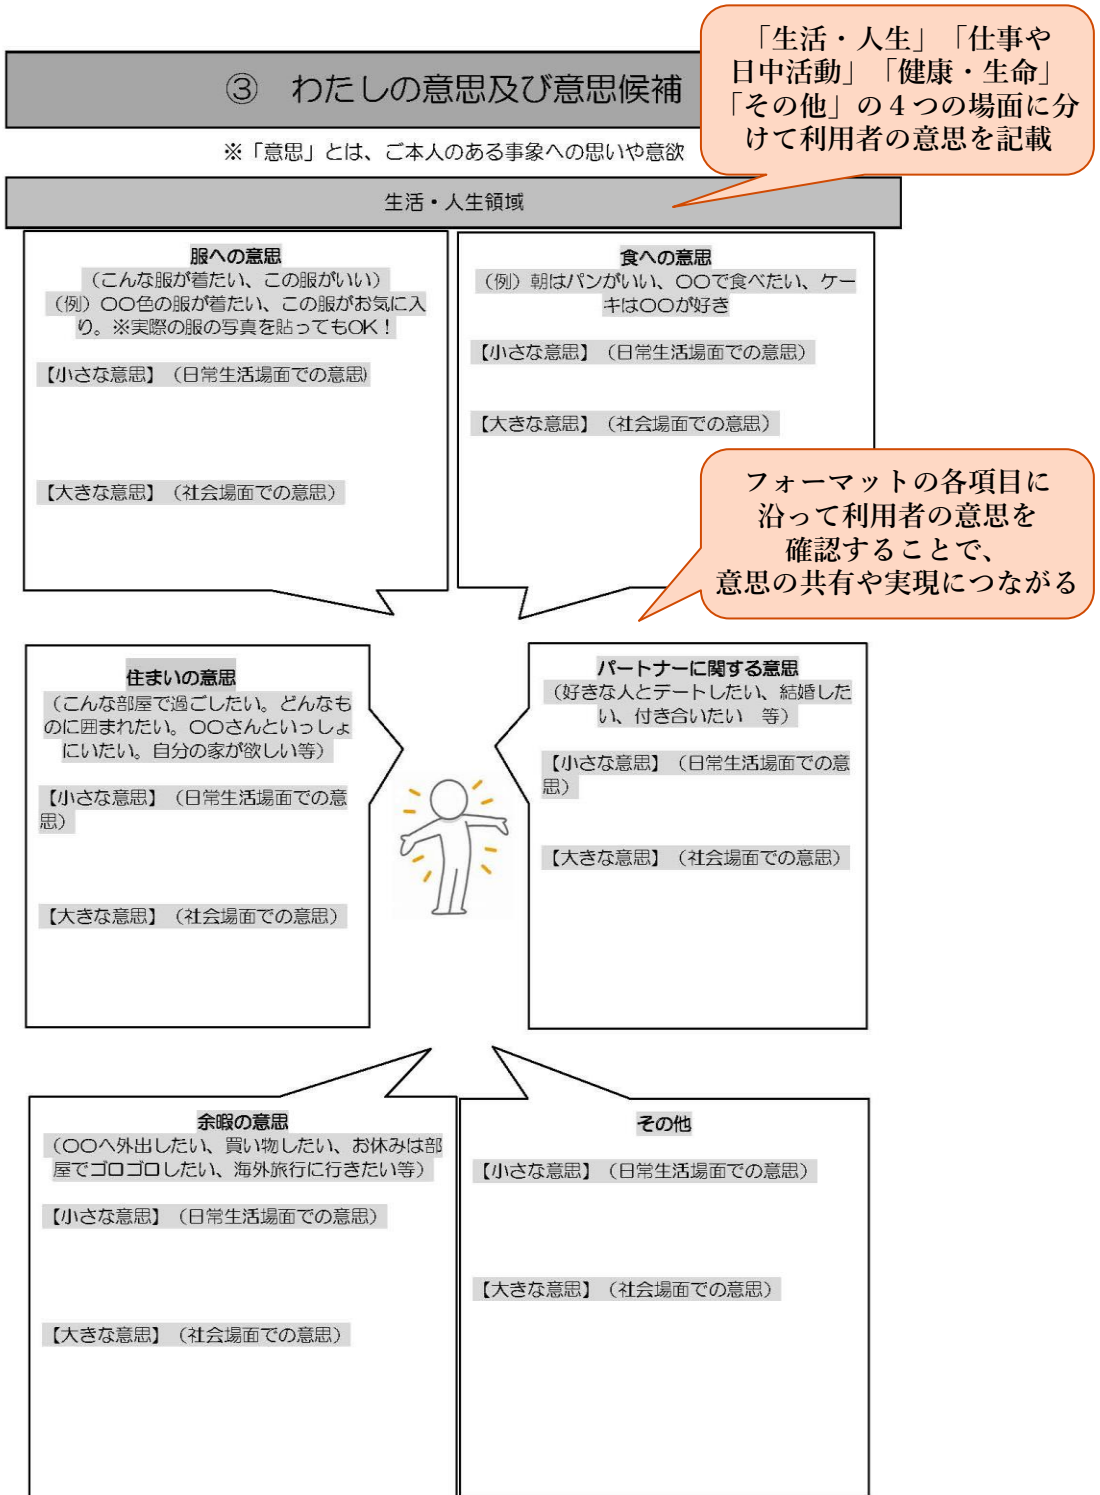 ③　わたしの意思及び意思候補
「生活・人生」「仕事や
日中活動」「健康・生命」
「その他」の４つの場面に分
けて利用者の意思を記載
※「意思」とは、ご本人のある事象への思いや意欲
生活・人生領域
服への意思
（こんな服が着たい、この服がいい）
（例）〇〇色の服が着たい、この服がお気に入
り。※実際の服の写真を貼ってもOK！
【小さな意思】（日常生活場面での意思）
【大きな意思】（社会場面での意思）
食への意思
（例）朝はパンがいい、〇〇で食べたい、ケー
キは〇〇が好き
【小さな意思】（日常生活場面での意思）
【大きな意思】（社会場面での意思）
フォーマットの各項目に
沿って利用者の意思を
確認することで、
意思の共有や実現につながる
住まいの意思
（こんな部屋で過ごしたい。どんなも
のに囲まれたい。〇〇さんといっしょ
にいたい。自分の家が欲しい等）
【小さな意思】（日常生活場面での意
思）
【大きな意思】（社会場面での意思）
パートナーに関する意思
（好きな人とデートしたい、結婚した
い、付き合いたい　等）
【小さな意思】（日常生活場面での意
思）
【大きな意思】（社会場面での意思）
余暇の意思
（〇〇へ外出したい、買い物したい、お休みは部
屋でゴロゴロしたい、海外旅行に行きたい等）
【小さな意思】（日常生活場面での意思）
【大きな意思】（社会場面での意思）
その他
【小さな意思】（日常生活場面での意思）
【大きな意思】（社会場面での意思）